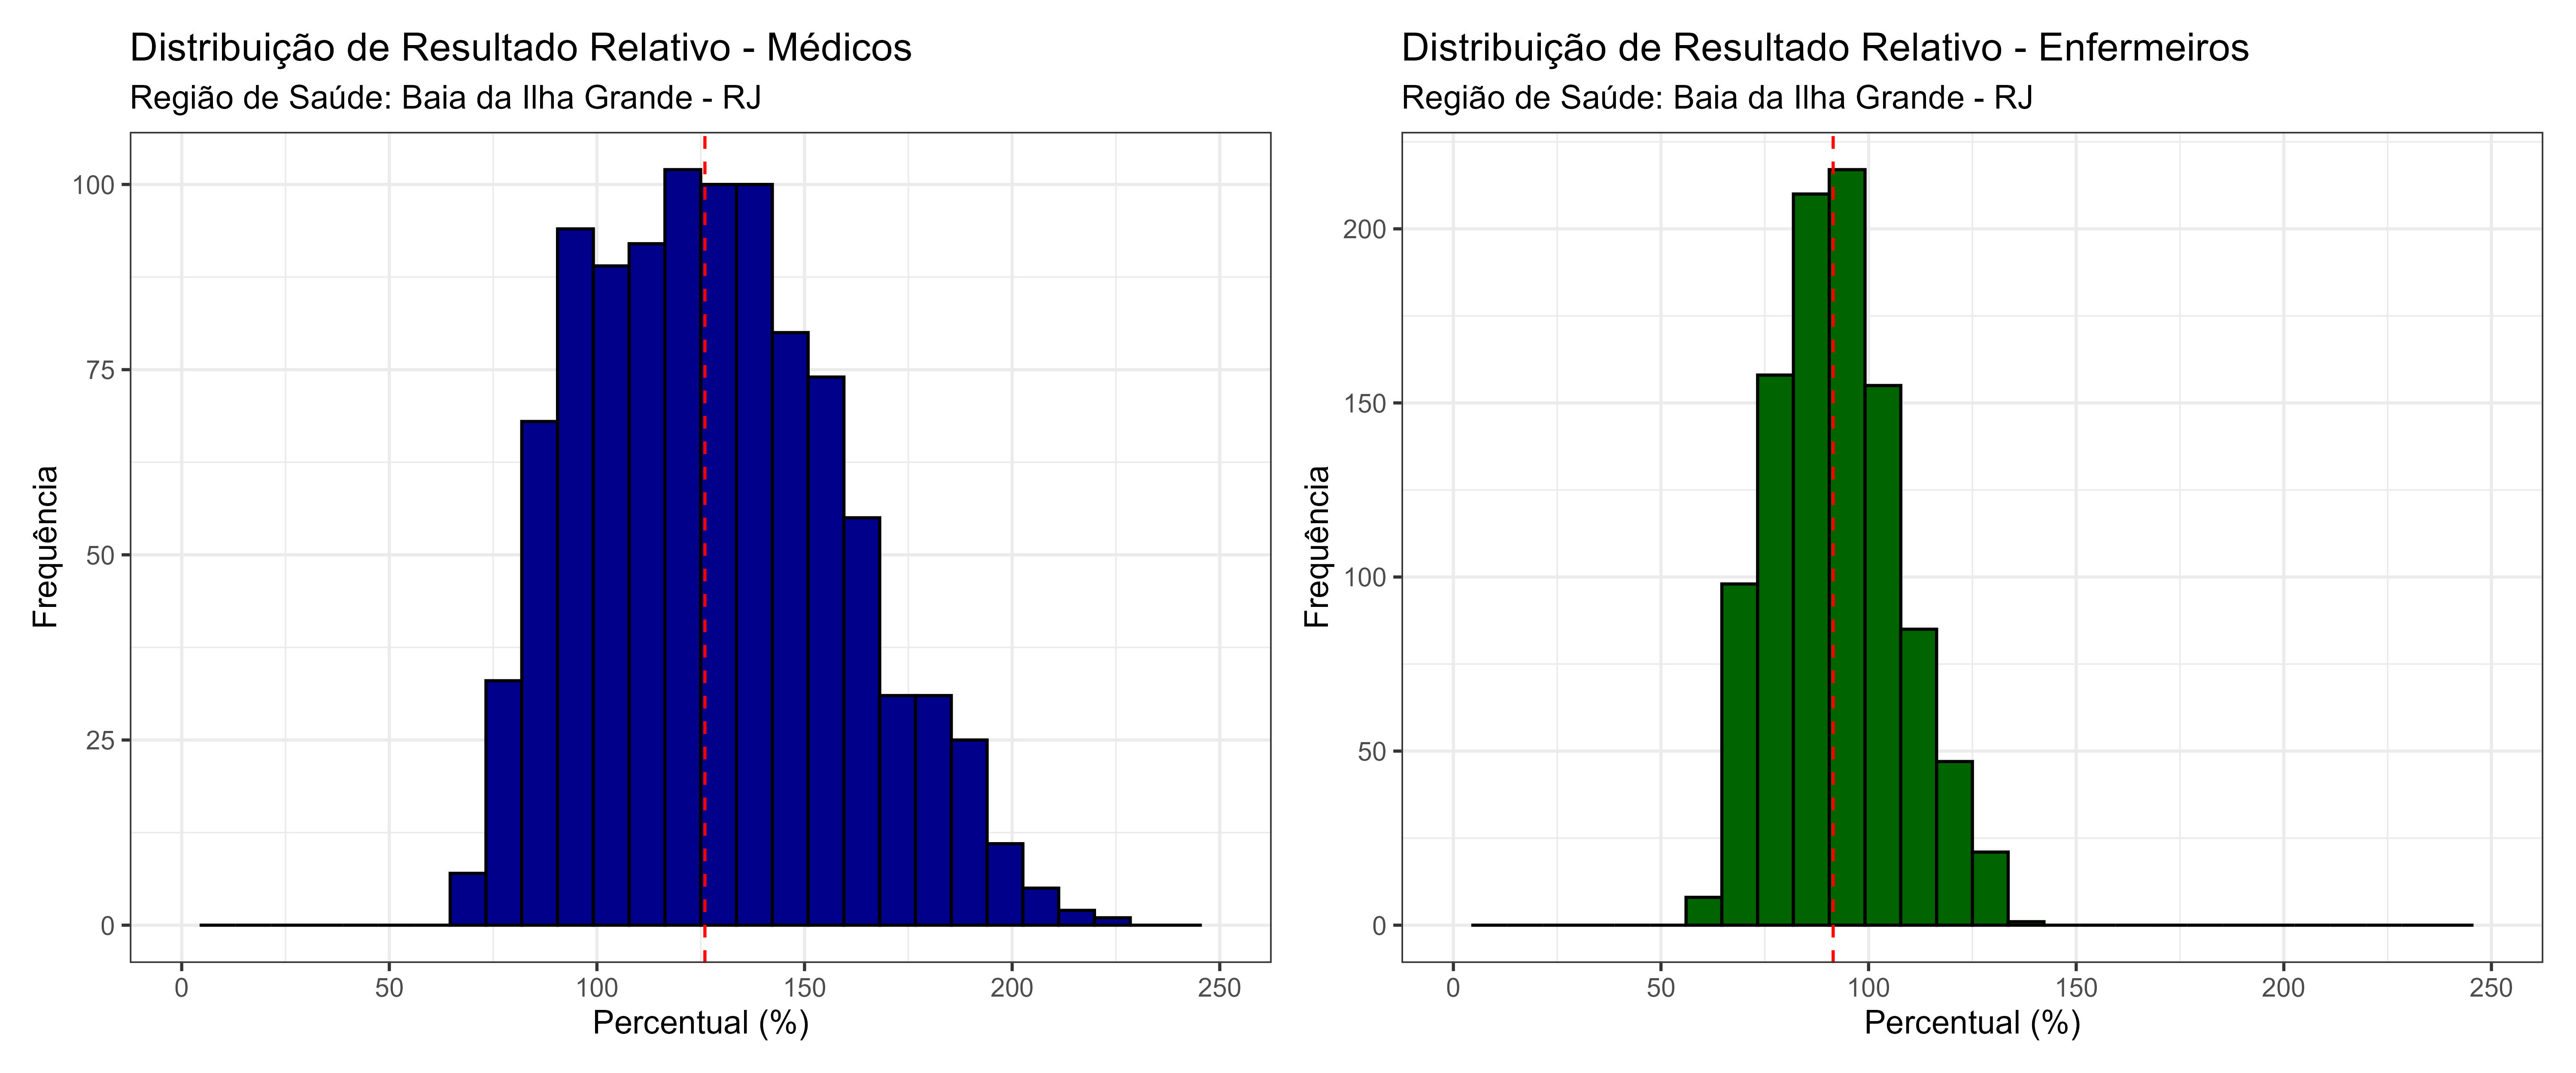 Distribuição de Resultado Relativo - Médicos
Região de Saúde: Baia da Ilha Grande - RJ
Frequência
100
75
50
25
0
0 50 100 150 200 250
Percentual (%)
Distribuição de Resultado Relativo - Enfermeiros
Região de Saúde: Baia da Ilha Grande - RJ
Frequência
200
150
100
50
0
0 50 100 150 200 250
Percentual (%)